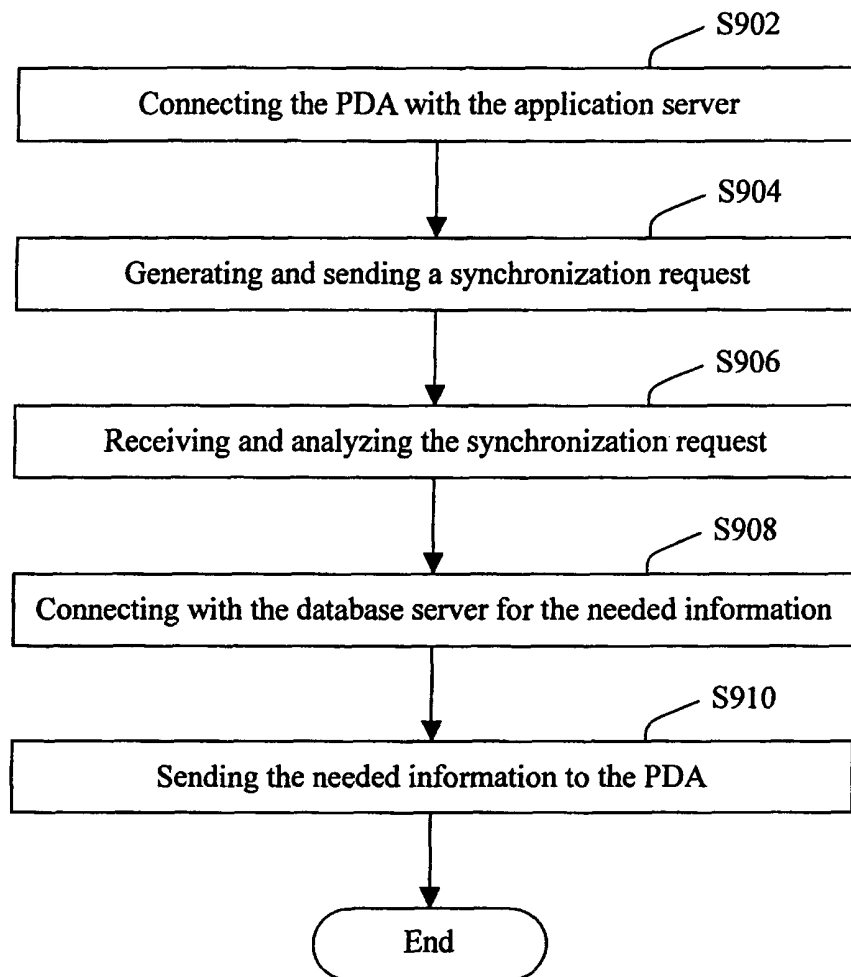 S902
Connecting the PDA with the application server
S904
Generating and sending a synchronization request
S906
Receiving and analyzing the synchronization request
S908
Connecting with the database server for the needed information
S910
Sending the needed information to the PDA
End